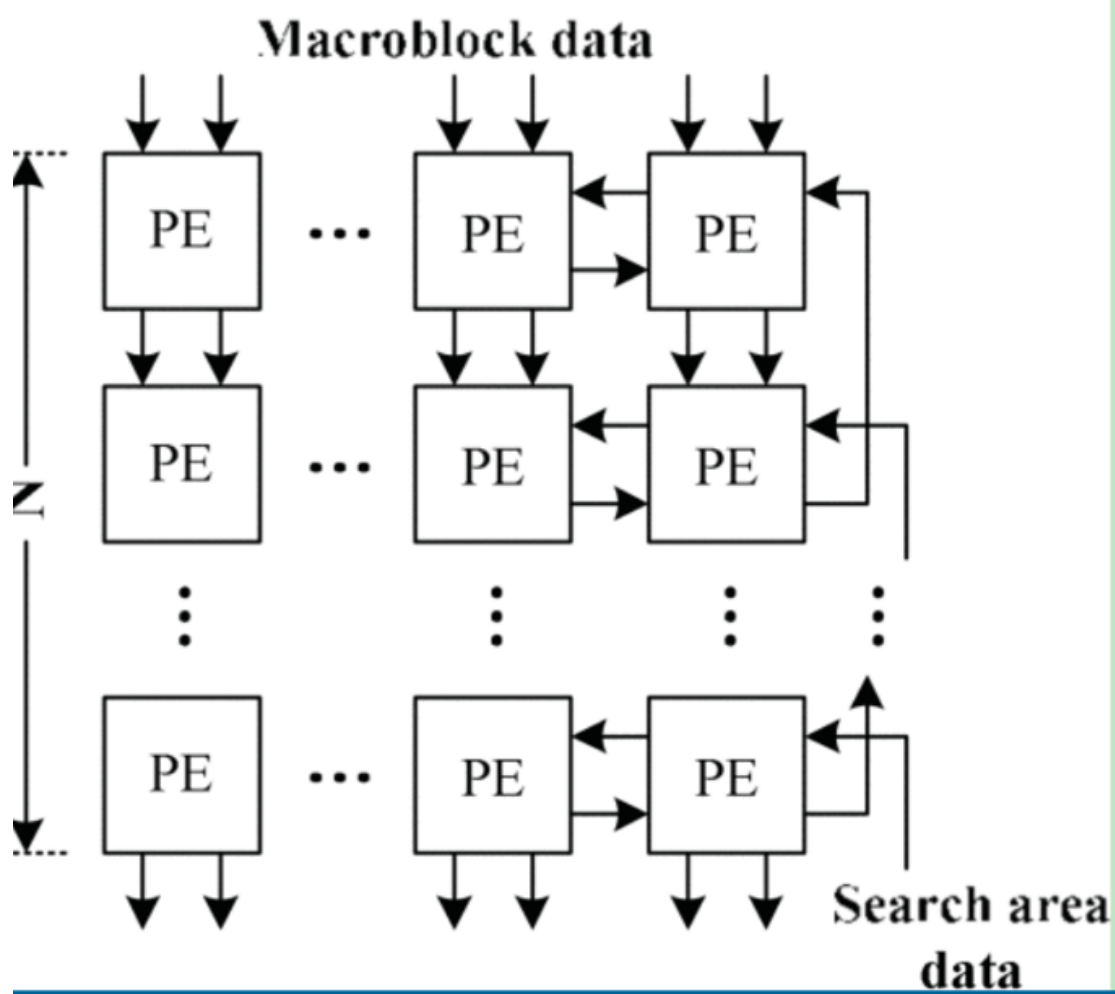 Macroblock data
PE ... PE PE
PE ... PE PE
N
PE ... PE PE
Search area
data